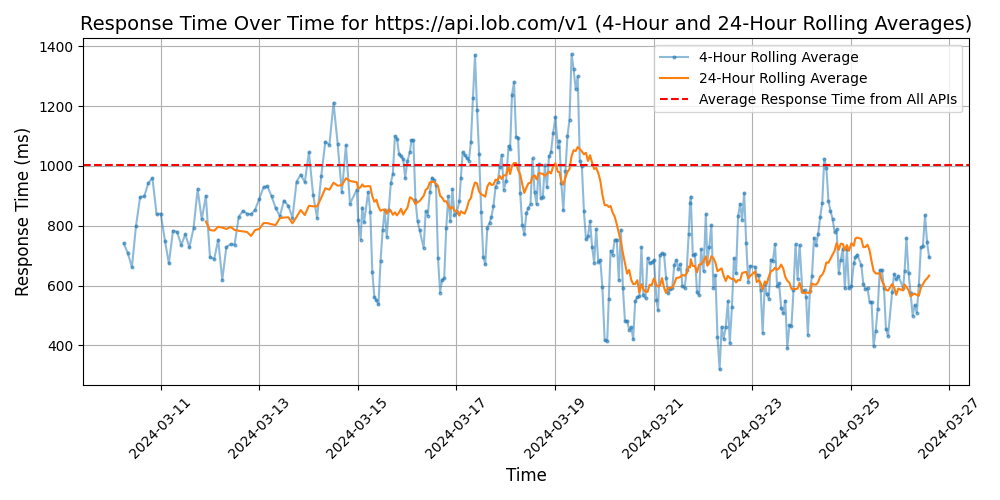 Response Time Over Time for https://api.lob.com/v1 (4-Hour and 24-Hour Rolling Averages)
4-Hour Rolling Average
24-Hour Rolling Average
Average Response Time from All APIs
Response Time (ms)
1400
1200
1000
800
600
400
2024-03-11
2024-03-13
2024-03-15
2024-03-17
2024-03-19
2024-03-21
2024-03-23
2024-03-25
2024-03-27
Time